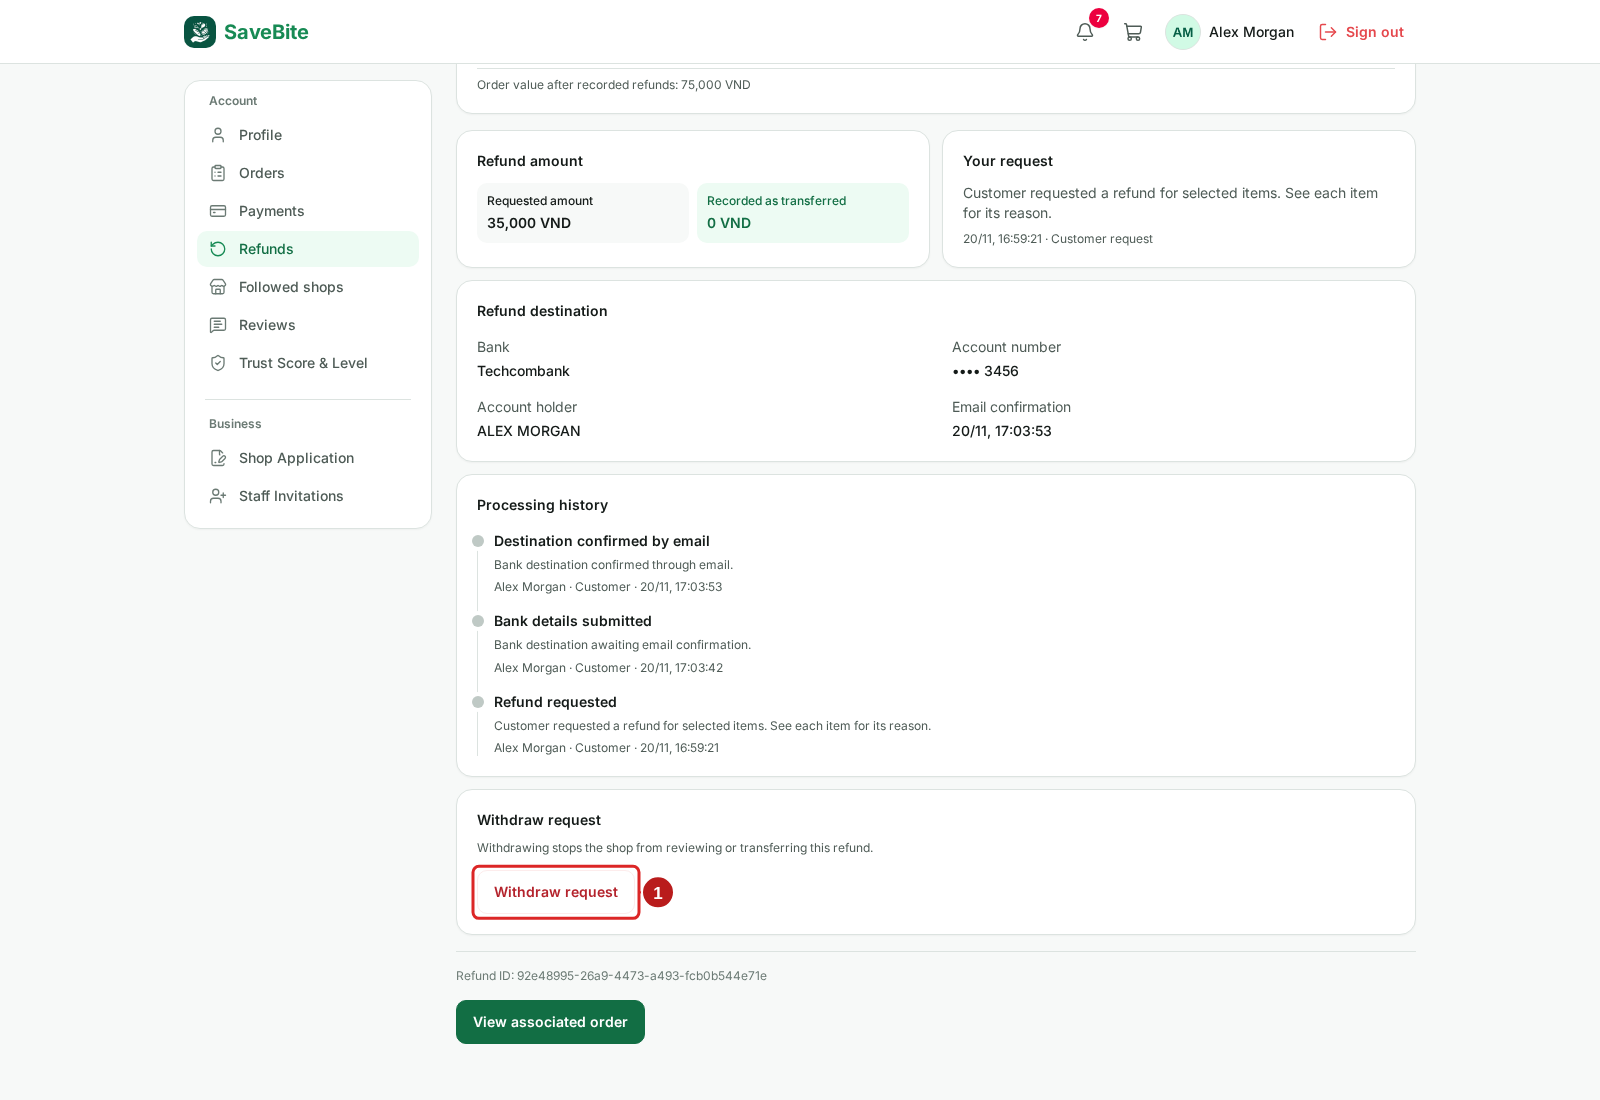 SaveBite
7
AM
Alex Morgan
Sign out
Account
Profile
Orders
Payments
Refunds
Followed shops
Reviews
Trust Score & Level
Business
Shop Application
Staff Invitations
Order value after recorded refunds: 75,000 VND
Refund amount
Requested amount
35,000 VND
Recorded as transferred
0 VND
Your request
Customer requested a refund for selected items. See each item
for its reason.
20/11, 16:59:21 · Customer request
Refund destination
Bank
Techcombank
Account number
•••• 3456
Account holder
ALEX MORGAN
Email confirmation
20/11, 17:03:53
Processing history
Destination confirmed by email
Bank destination confirmed through email.
Alex Morgan · Customer · 20/11, 17:03:53
Bank details submitted
Bank destination awaiting email confirmation.
Alex Morgan · Customer · 20/11, 17:03:42
Refund requested
Customer requested a refund for selected items. See each item for its reason.
Alex Morgan · Customer · 20/11, 16:59:21
Withdraw request
Withdrawing stops the shop from reviewing or transferring this refund.
Withdraw request
1
Refund ID: 92e48995-26a9-4473-a493-fcb0b544e71e
View associated order